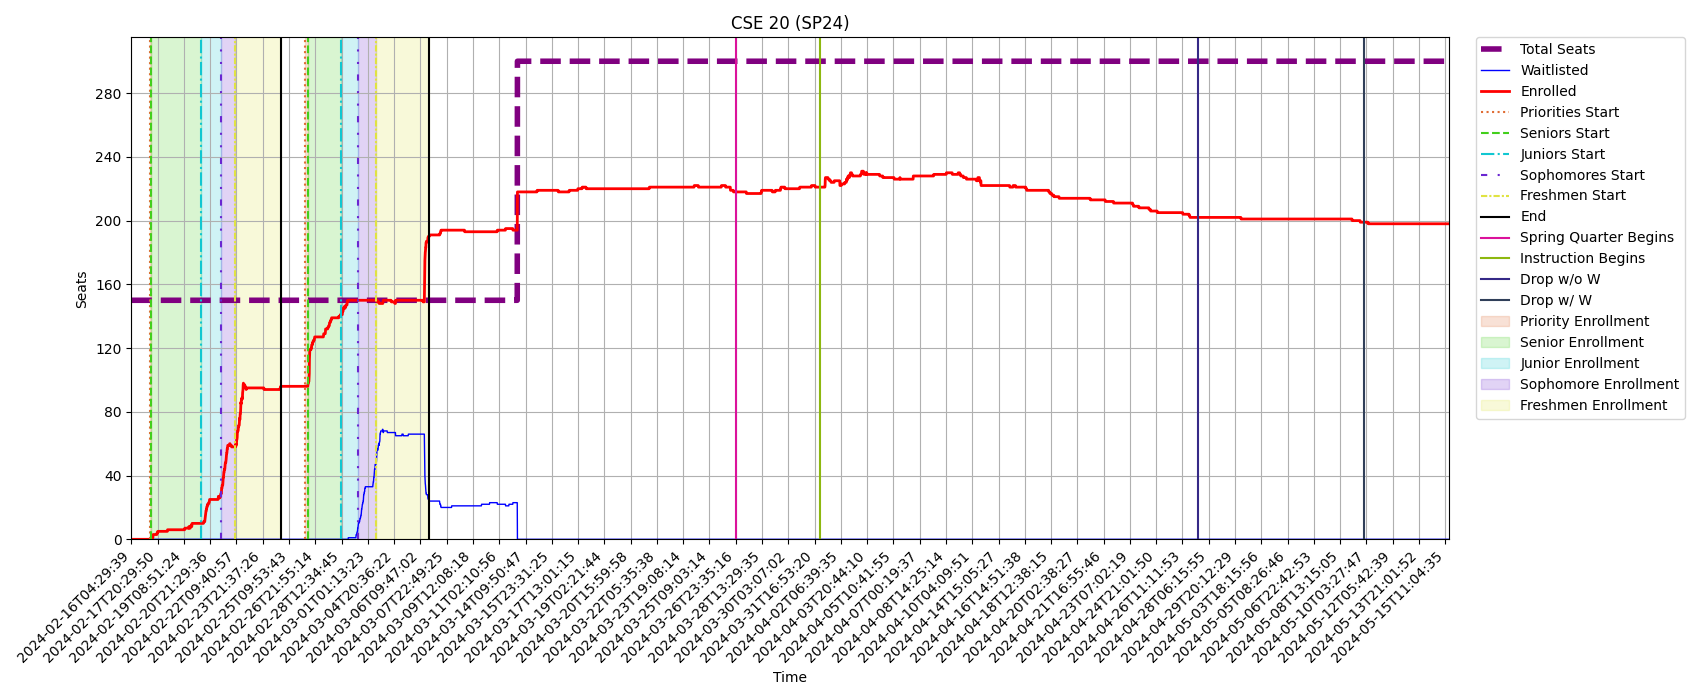 CSE 20 (SP24)
Seats
280
240
200
160
120
80
40
0
2024-02-16T04:29:39
2024-02-17T20:29:50
2024-02-19T08:51:24
2024-02-20T21:29:36
2024-02-22T09:40:57
2024-02-23T21:37:26
2024-02-25T09:53:43
2024-02-26T21:55:14
2024-02-28T12:34:45
2024-03-01T01:13:23
2024-03-04T20:36:22
2024-03-06T09:47:02
2024-03-07T22:49:25
2024-03-09T12:08:18
2024-03-11T02:10:56
2024-03-14T09:50:47
2024-03-15T23:31:25
2024-03-17T13:01:15
2024-03-19T02:21:44
2024-03-20T15:59:58
2024-03-22T05:35:38
2024-03-23T19:08:14
2024-03-25T09:03:14
2024-03-26T23:35:16
2024-03-28T13:29:35
2024-03-30T03:07:02
2024-03-31T16:53:20
2024-04-02T06:39:35
2024-04-03T20:44:10
2024-04-05T10:41:55
2024-04-07T00:19:37
2024-04-08T14:25:14
2024-04-10T04:09:51
2024-04-14T15:05:27
2024-04-16T14:51:38
2024-04-18T12:38:15
2024-04-20T02:38:27
2024-04-21T16:55:46
2024-04-23T07:02:19
2024-04-24T21:01:50
2024-04-26T11:11:53
2024-04-28T06:15:55
2024-04-29T20:12:29
2024-05-03T18:15:56
2024-05-05T08:26:46
2024-05-06T22:42:53
2024-05-08T13:15:05
2024-05-10T03:27:47
2024-05-12T05:42:39
2024-05-13T21:01:52
2024-05-15T11:04:35
Time
Total Seats
Waitlisted
Enrolled
Priorities Start
Seniors Start
Juniors Start
Sophomores Start
Freshmen Start
End
Spring Quarter Begins
Instruction Begins
Drop w/o W
Drop w/ W
Priority Enrollment
Senior Enrollment
Junior Enrollment
Sophomore Enrollment
Freshmen Enrollment